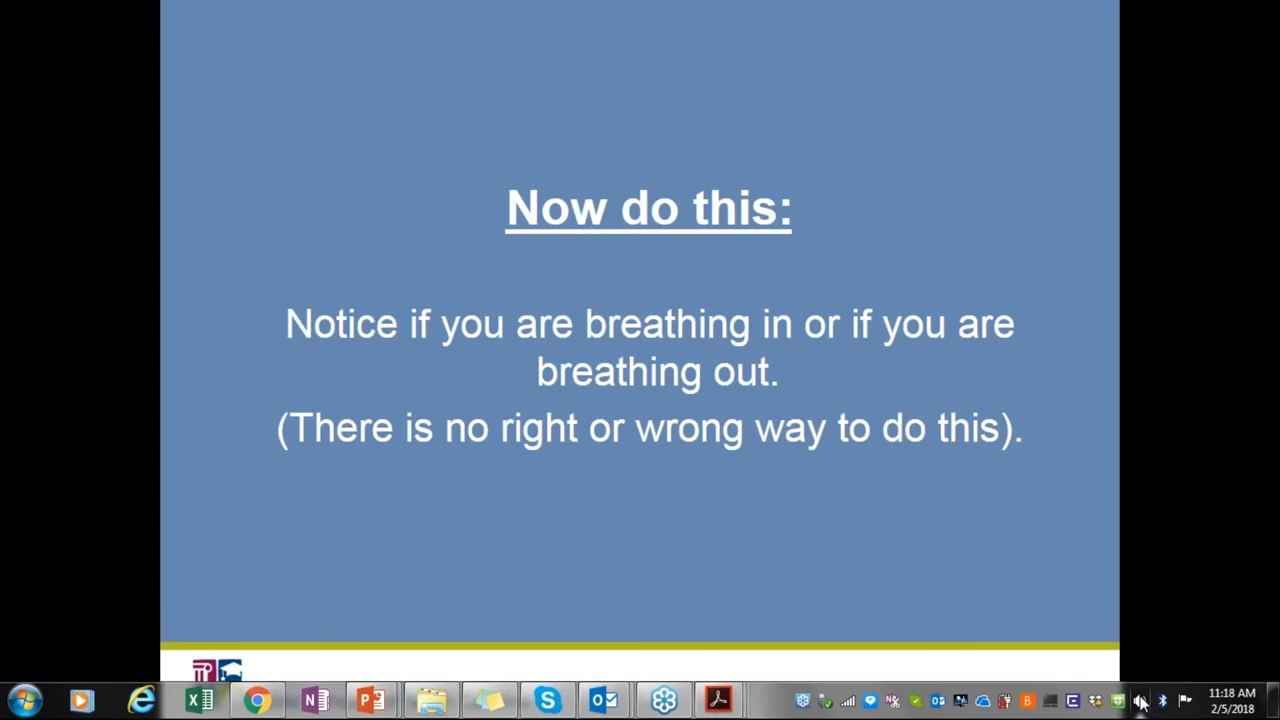 Now do this:
Notice if you are breathing in or if you are
breathing out.
(There is no right or wrong way to do this).
11:18 AM
2/5/2018